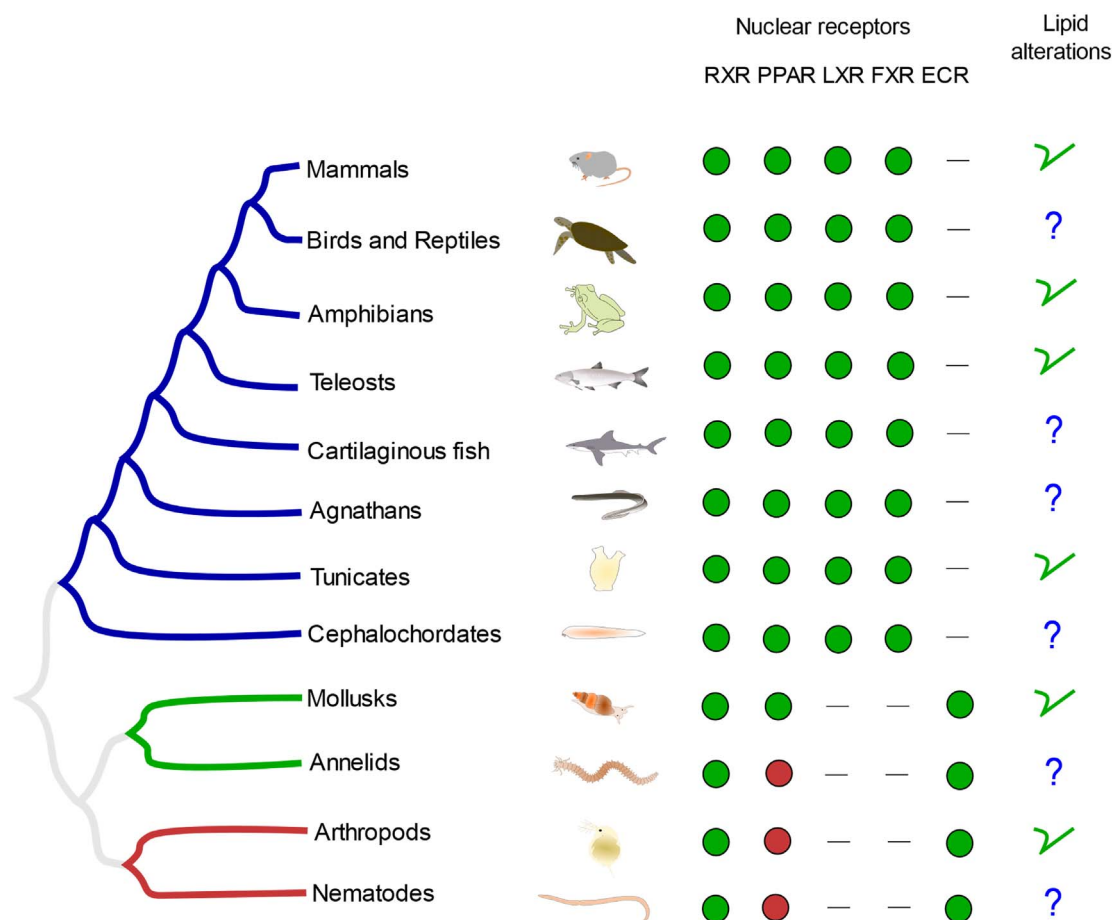 Nuclear receptors
Lipid
alterations
RXR PPAR LXR FXR ECR
Mammals — ✓
Birds and Reptiles — ?
Amphibians — ✓
Teleosts — ✓
Cartilaginous fish — ?
Agnathans — ?
Tunicates — ✓
Cephalochordates — ?
Mollusks — — ✓
Annelids — — ?
Arthropods — — ✓
Nematodes — — ?